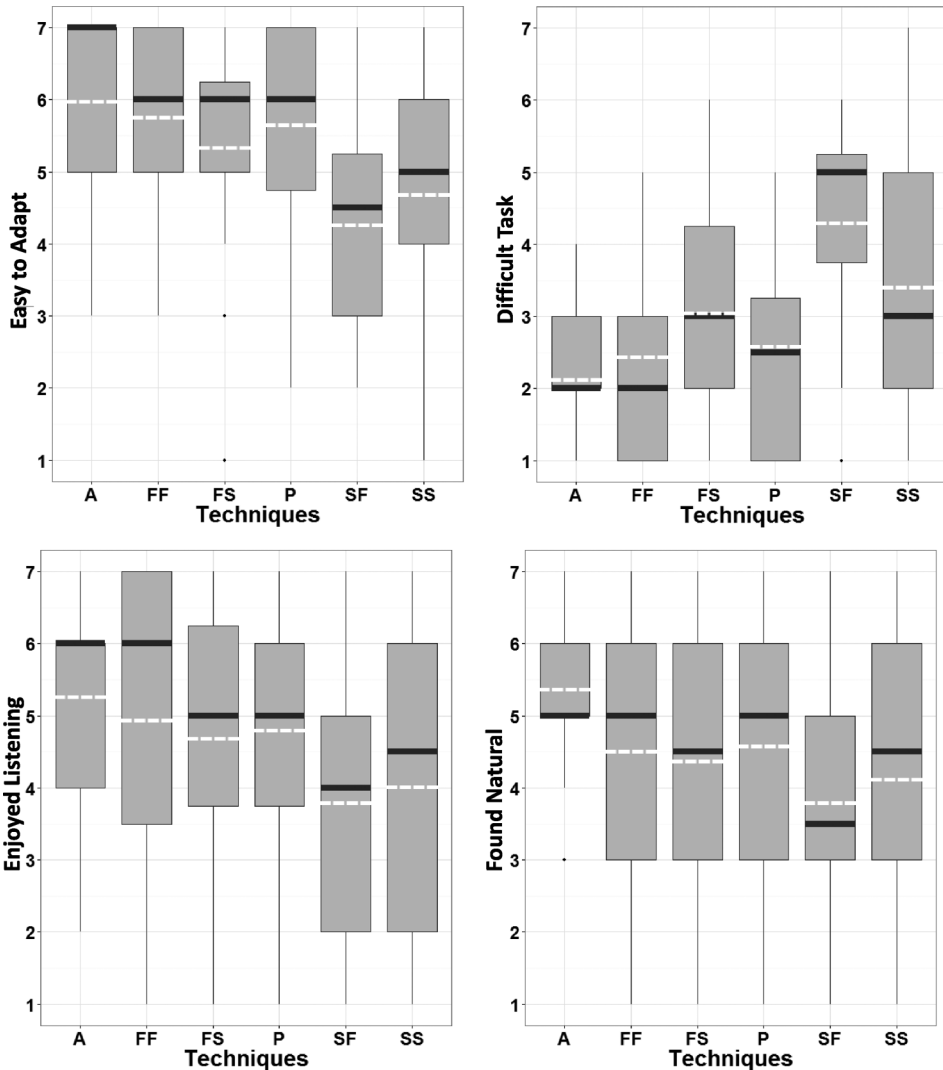 Easy to Adapt
7
6
5
4
3
2
1
A FF FS P SF SS
Techniques
Difficult Task
7
6
5
4
3
2
1
A FF FS P SF SS
Techniques
Enjoyed Listening
7
6
5
4
3
2
1
A FF FS P SF SS
Techniques
Found Natural
7
6
5
4
3
2
1
A FF FS P SF SS
Techniques